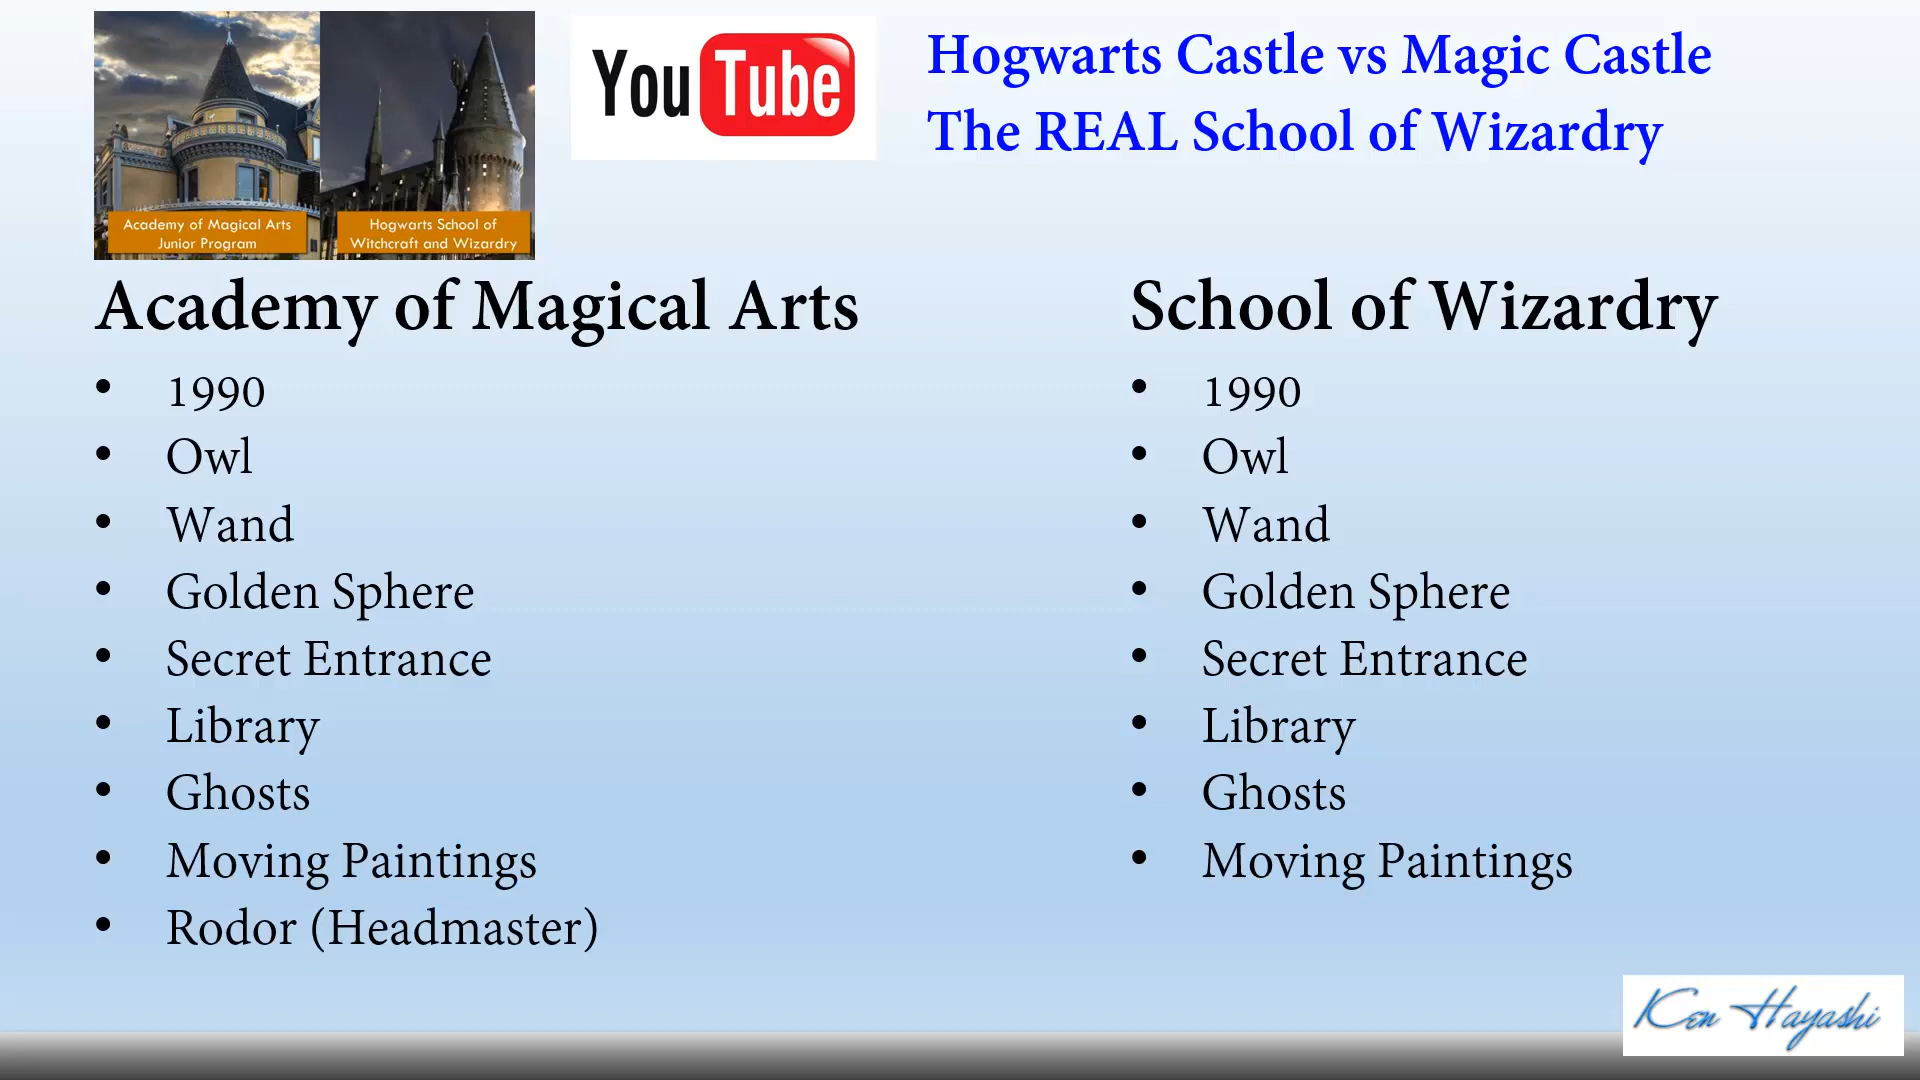 Academy of Magical Arts
Junior Program
Hogwarts School of
Witchcraft and Wizardry
YouTube
Hogwarts Castle vs Magic Castle
The REAL School of Wizardry
Academy of Magical Arts
• 1990
• Owl
• Wand
• Golden Sphere
• Secret Entrance
• Library
• Ghosts
• Moving Paintings
• Rodor (Headmaster)
School of Wizardry
• 1990
• Owl
• Wand
• Golden Sphere
• Secret Entrance
• Library
• Ghosts
• Moving Paintings
Ken Hayashi